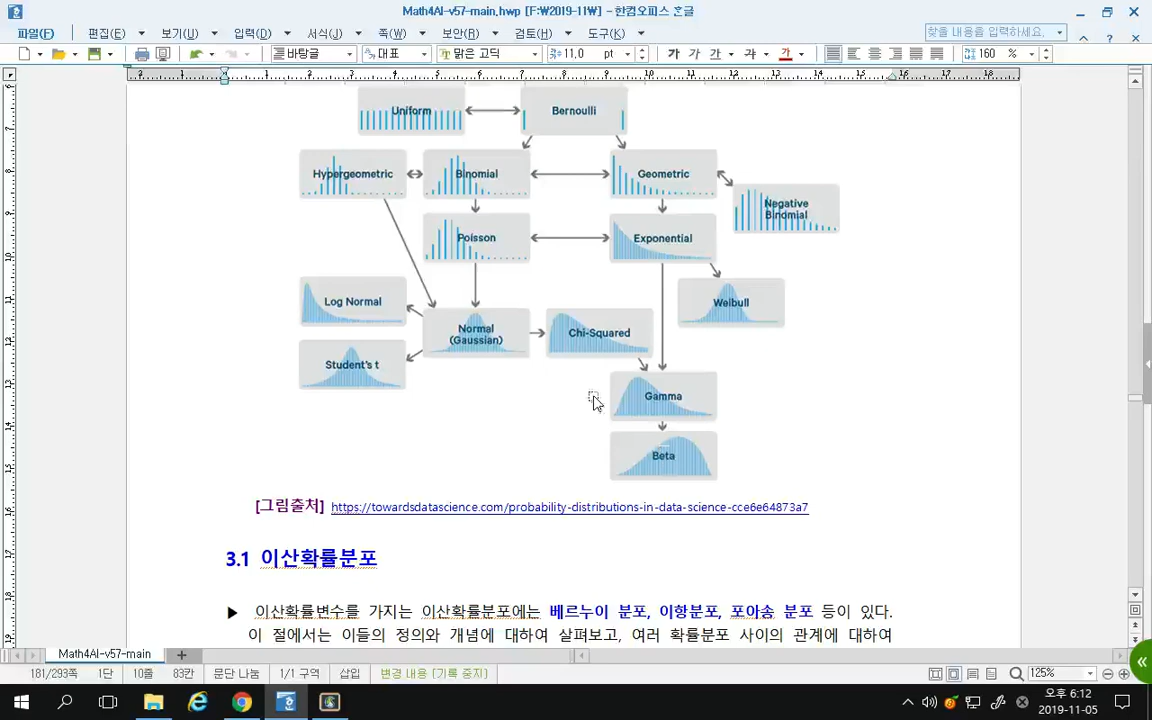 Math4AI-v57-main.hwp [F:₩2019-11₩] - 한컴오피스 한글
파일(F) 편집(E) 보기(U) 입력(D) 서식(J) 쪽(W) 보안(R) 검토(H) 도구(K) 찾을 내용을 입력하세요.
바탕글 대표 맑은 고딕 11.0 pt 가 가 가 가 가 160 %
Uniform Bernoulli
Hypergeometric Binomial Geometric
Negative
Binomial
Poisson Exponential
Log Normal Weibull
Normal
(Gaussian)
Chi-Squared
Student's t
Gamma
Beta
[그림출처] https://towardsdatascience.com/probability-distributions-in-data-science-cce6e64873a7
3.1 이산확률분포
▶ 이산확률변수를 가지는 이산확률분포에는 베르누이 분포, 이항분포, 포아송 분포 등이 있다.
이 절에서는 이들의 정의와 개념에 대하여 살펴보고, 여러 확률분포 사이의 관계에 대하여
Math4AI-v57-main
181/293쪽 1단 10줄 83칸 문단 나눔 1/1 구역 삽입 변경 내용 [기록 중지] 125%
오후 6:12
2019-11-05